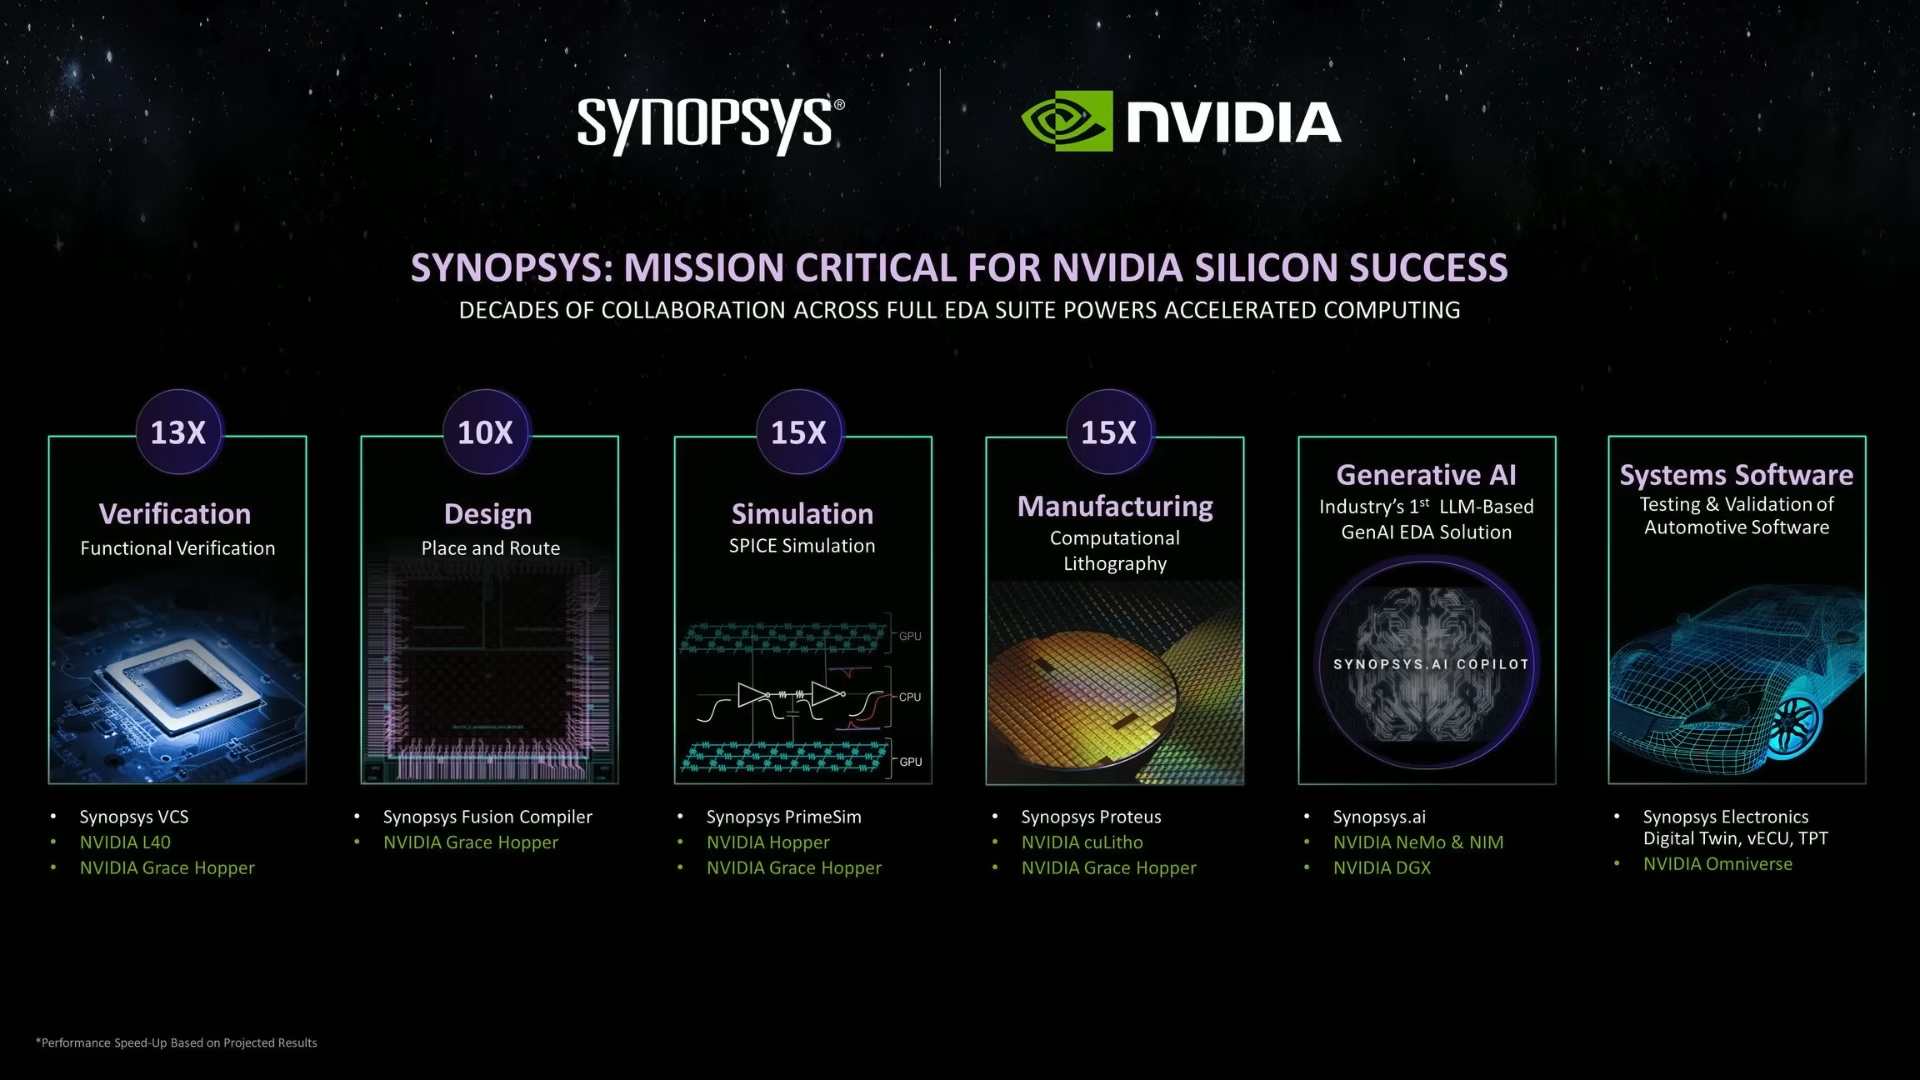 SYNOPSYS®
NVIDIA
SYNOPSYS: MISSION CRITICAL FOR NVIDIA SILICON SUCCESS
DECADES OF COLLABORATION ACROSS FULL EDA SUITE POWERS ACCELERATED COMPUTING
13X
Verification
Functional Verification
• Synopsys VCS
• NVIDIA L40
• NVIDIA Grace Hopper
10X
Design
Place and Route
• Synopsys Fusion Compiler
• NVIDIA Grace Hopper
15X
Simulation
SPICE Simulation
GPU
CPU
GPU
• Synopsys PrimeSim
• NVIDIA Hopper
• NVIDIA Grace Hopper
15X
Manufacturing
Computational
Lithography
• Synopsys Proteus
• NVIDIA cuLitho
• NVIDIA Grace Hopper
Generative AI
Industry's 1st LLM-Based
GenAI EDA Solution
SYNOPSYS.AI COPILOT
• Synopsys.ai
• NVIDIA NeMo & NIM
• NVIDIA DGX
Systems Software
Testing & Validation of
Automotive Software
• Synopsys Electronics
Digital Twin, vECU, TPT
• NVIDIA Omniverse
*Performance Speed-Up Based on Projected Results